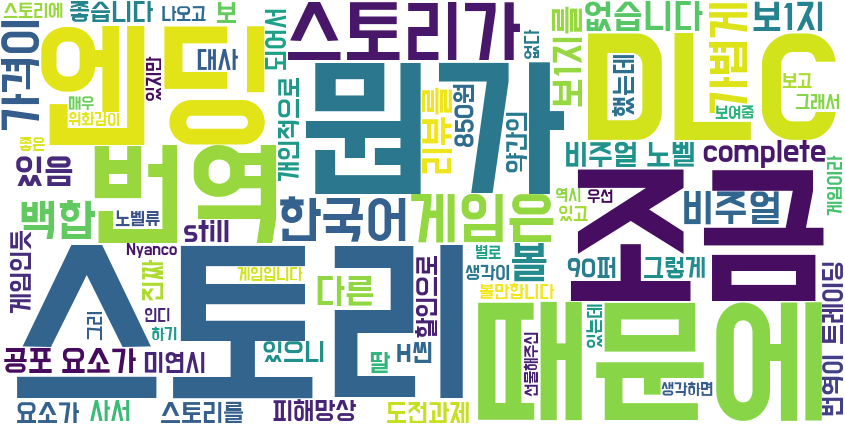 스토리에 좋습니다 나오고 보
되어서 스토리가 없다 없습니다 보1지
가격이 엔딩 대사 있지만
보1지를 DLC 가볍게 했는데 보고 그래서 보여줌
매우 위화감이 좋은
뭔가 개인적으로 리뷰를 850원 약간의
있음 번역 비주얼 노벨 complete
백합 노벨류 still 한국어 게임은 역시 우선 있고 조금 비주얼 게임이라
게임인듯 Nyanco 진짜 게임입니다 다른 별로 생각이 볼 90퍼 그렇게
볼만합니다
스토리 때문에 할인으로 있는데 번역이 트레이딩
그리 인디 하기
공포 요소가 미연시 있으니 딸 H씬 선물해주신 생각하면
요소가 사서 스토리를 피해망상 도전과제